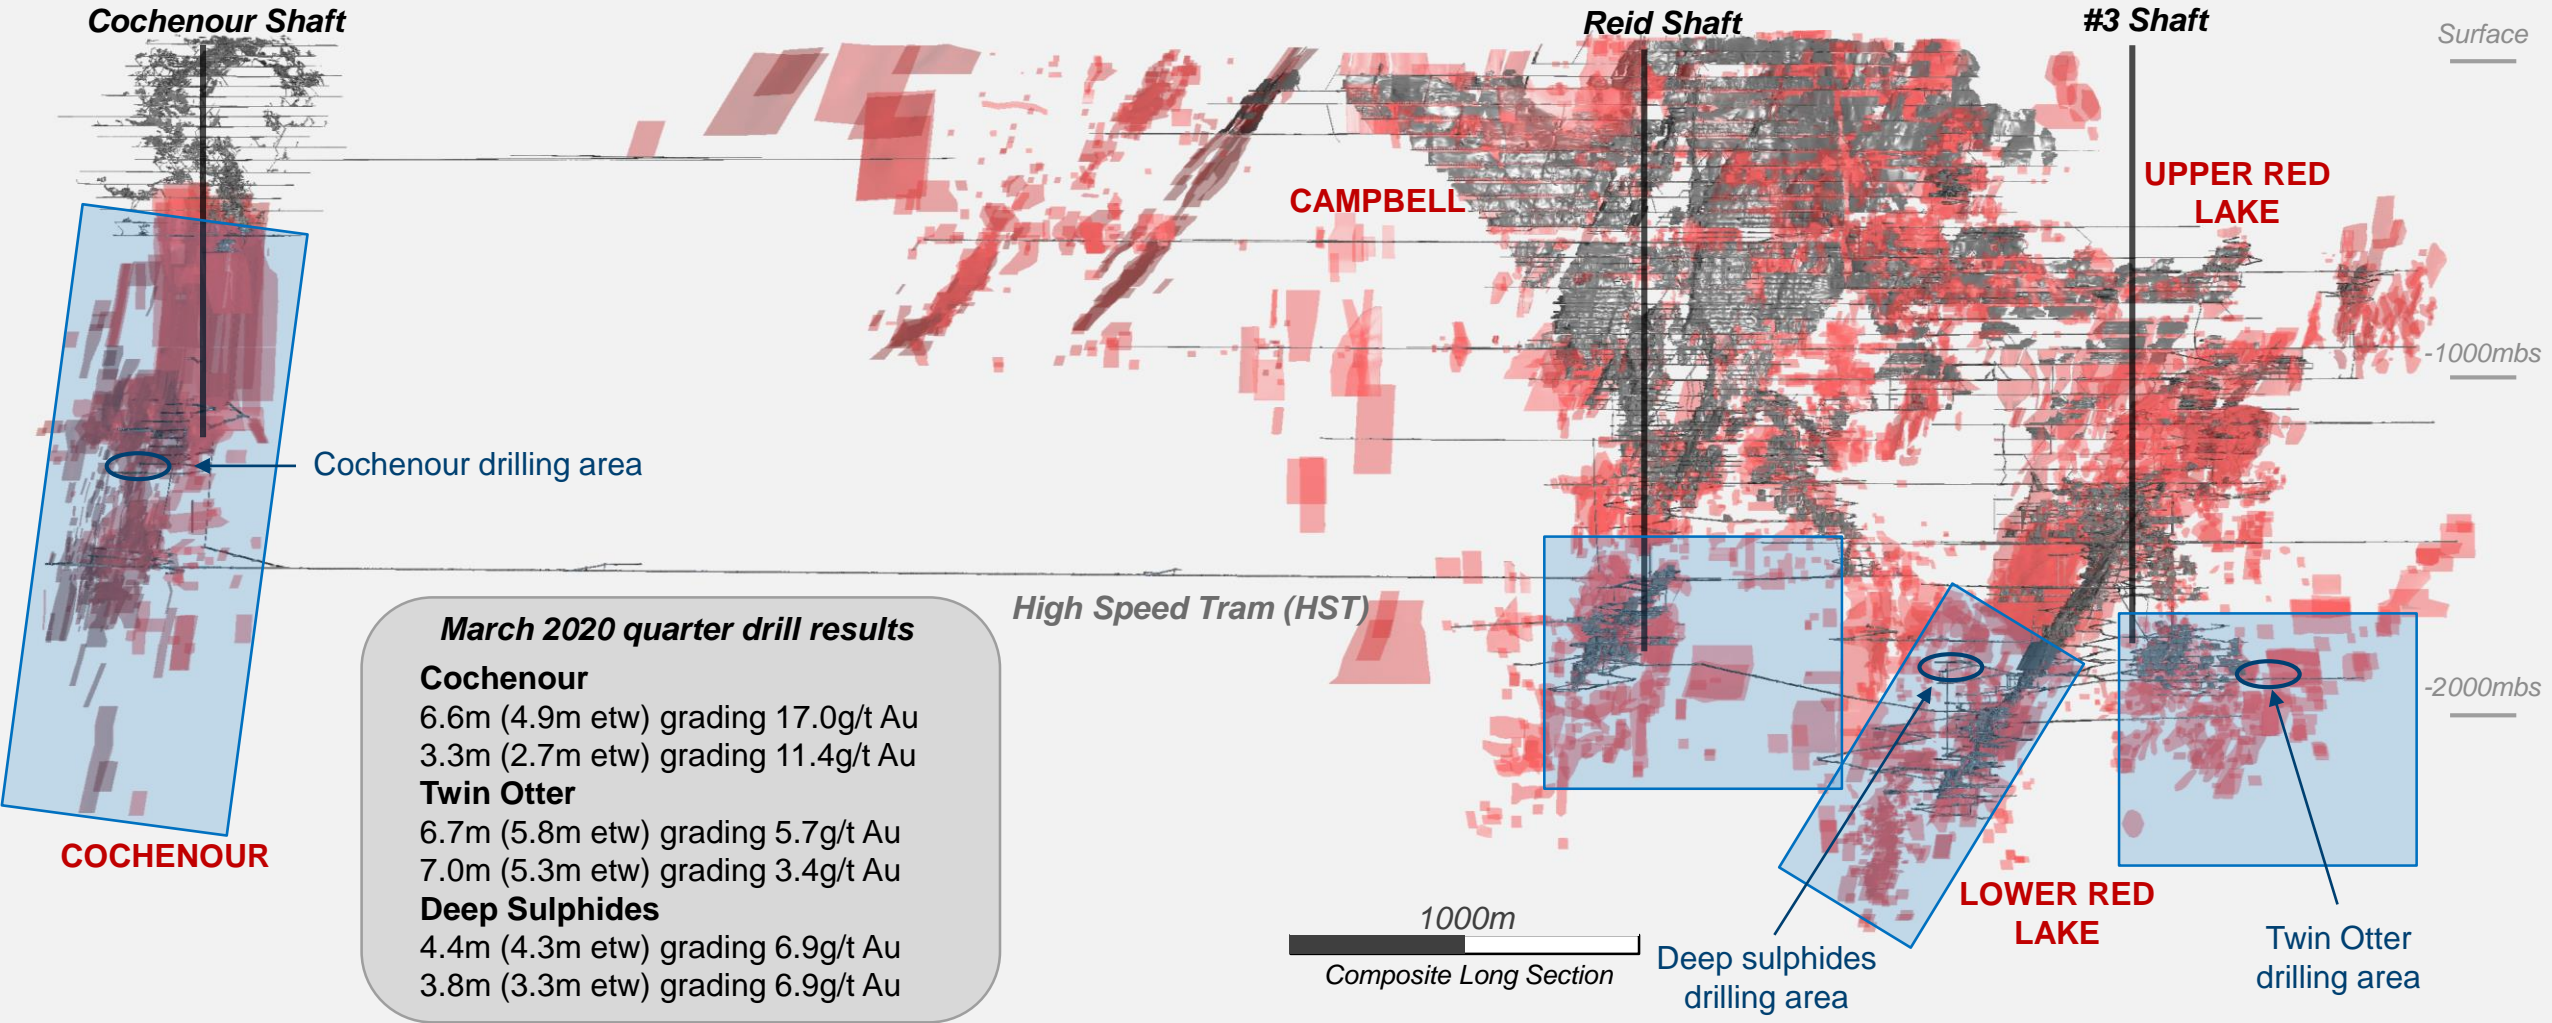 Cochenour Shaft
Reid Shaft
#3 Shaft
Surface
UPPER RED
LAKE
CAMPBELL
-1000mbs
Cochenour drilling area
High Speed Tram (HST)
-2000mbs
March 2020 quarter drill results
Cochenour
6.6m (4.9m etw) grading 17.0g/t Au
3.3m (2.7m etw) grading 11.4g/t Au
Twin Otter
6.7m (5.8m etw) grading 5.7g/t Au
7.0m (5.3m etw) grading 3.4g/t Au
Deep Sulphides
4.4m (4.3m etw) grading 6.9g/t Au
3.8m (3.3m etw) grading 6.9g/t Au
COCHENOUR
1000m
Composite Long Section
LOWER RED
LAKE
Deep sulphides
drilling area
Twin Otter
drilling area